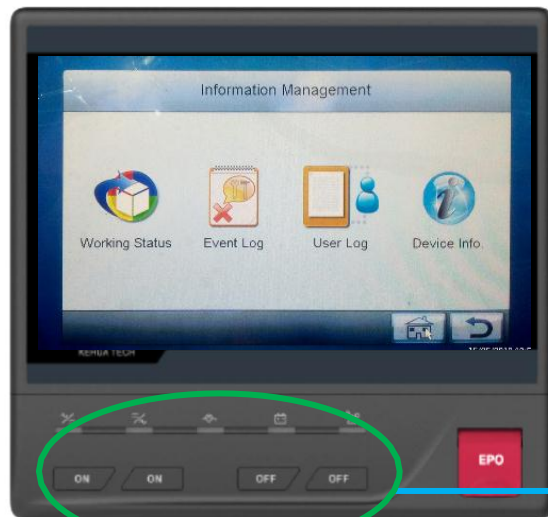 Information Management
Working Status
Event Log
User Log
Device Info.
KEHUA TECH
ON
ON
OFF
OFF
EPO